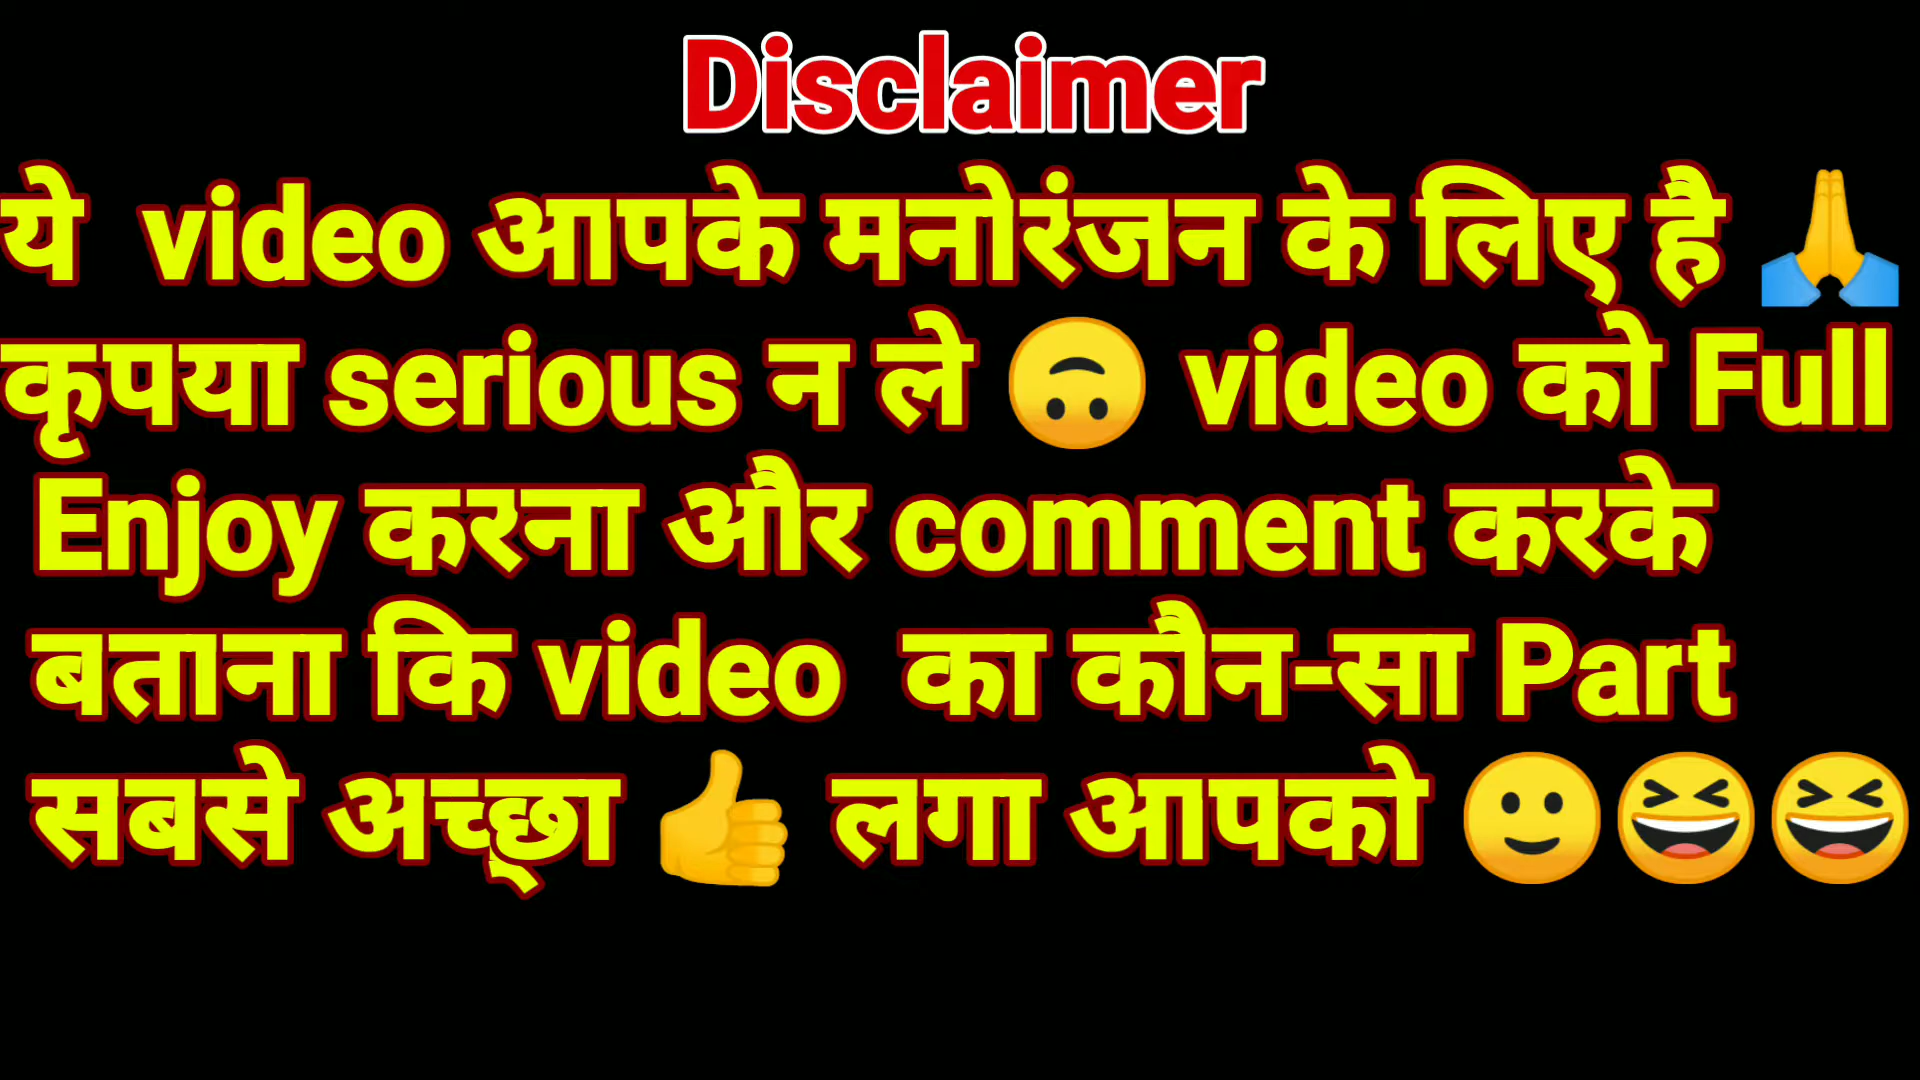 Disclaimer
ये video आपके मनोरंजन के लिए है 🙏
कृपया serious न ले 🙃 video को Full
Enjoy करना और comment करके
बताना कि video का कौन-सा Part
सबसे अच्छा 👍 लगा आपको 🙂😆😆